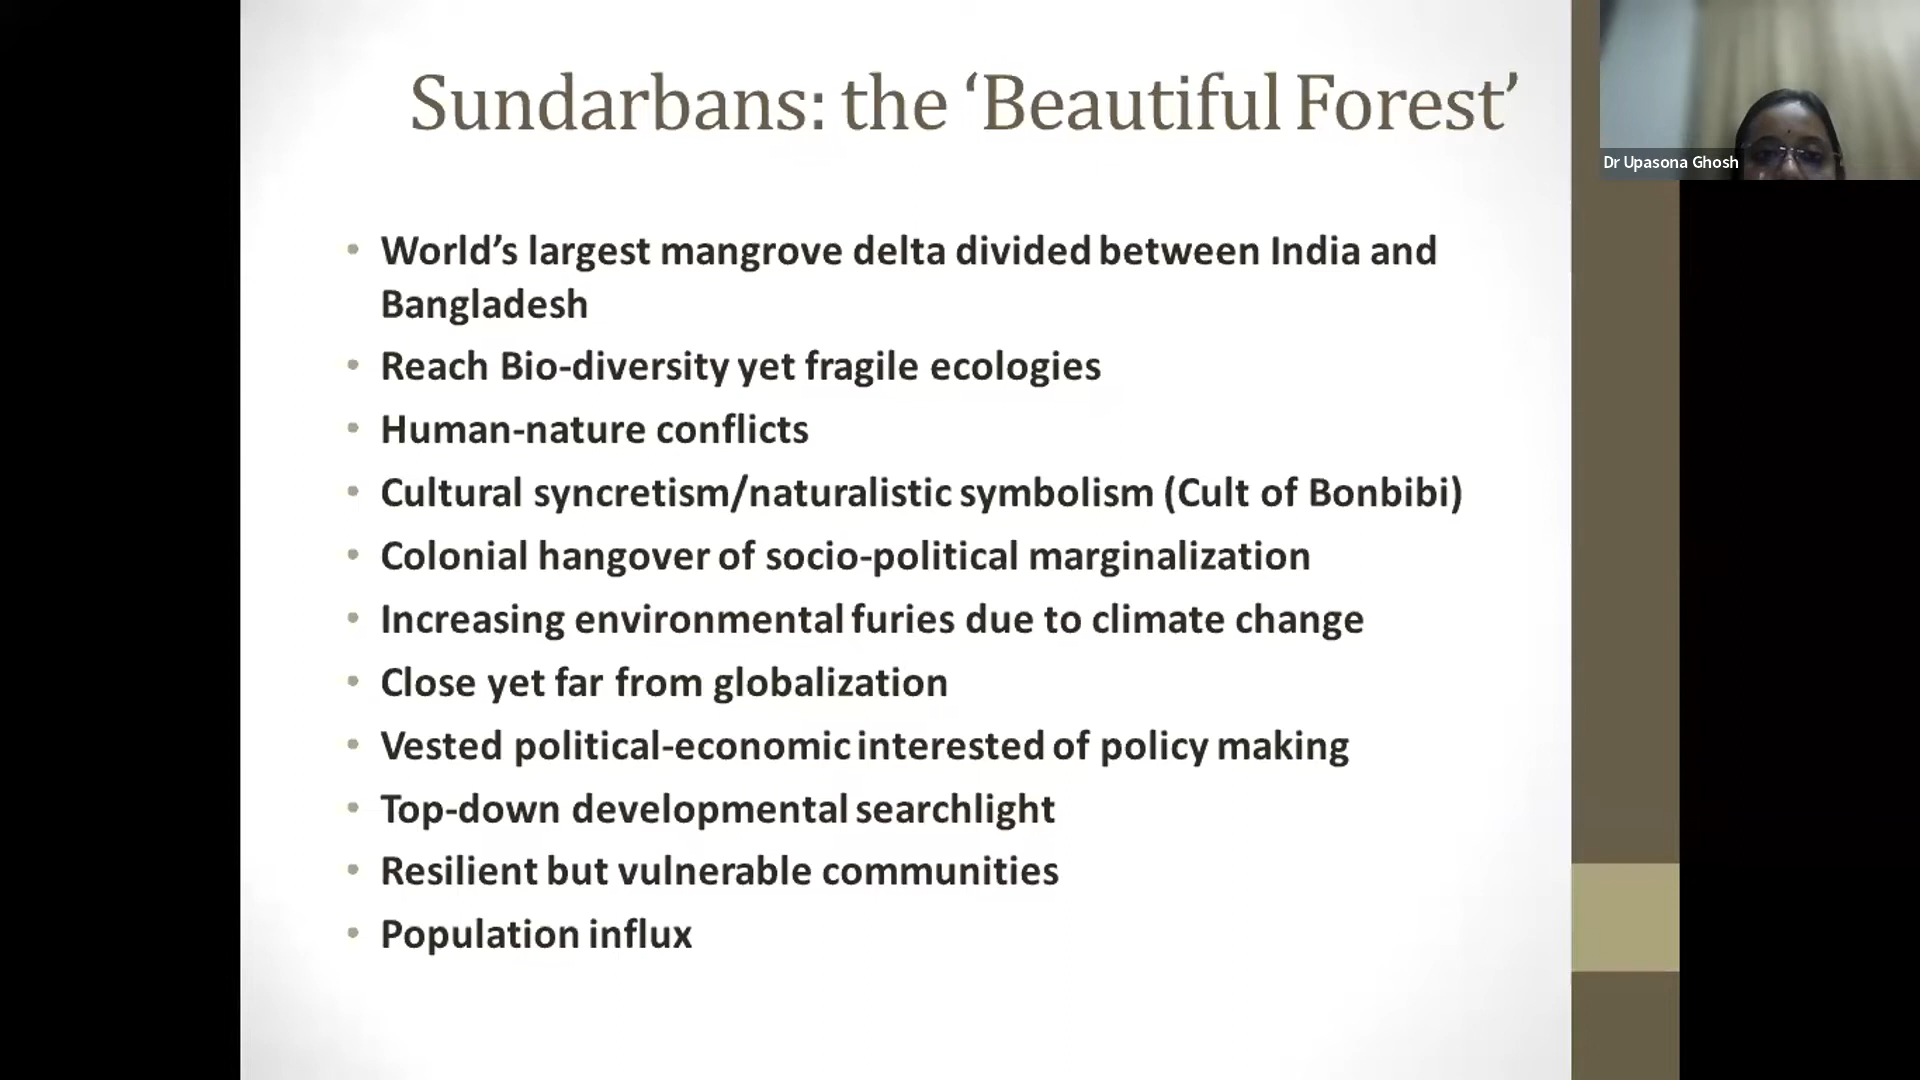 Sundarbans: the ‘Beautiful Forest’
Dr Upasona Ghosh
• World’s largest mangrove delta divided between India and
Bangladesh
• Reach Bio-diversity yet fragile ecologies
• Human-nature conflicts
• Cultural syncretism/naturalistic symbolism (Cult of Bonbibi)
• Colonial hangover of socio-political marginalization
• Increasing environmental furies due to climate change
• Close yet far from globalization
• Vested political-economic interested of policy making
• Top-down developmental searchlight
• Resilient but vulnerable communities
• Population influx